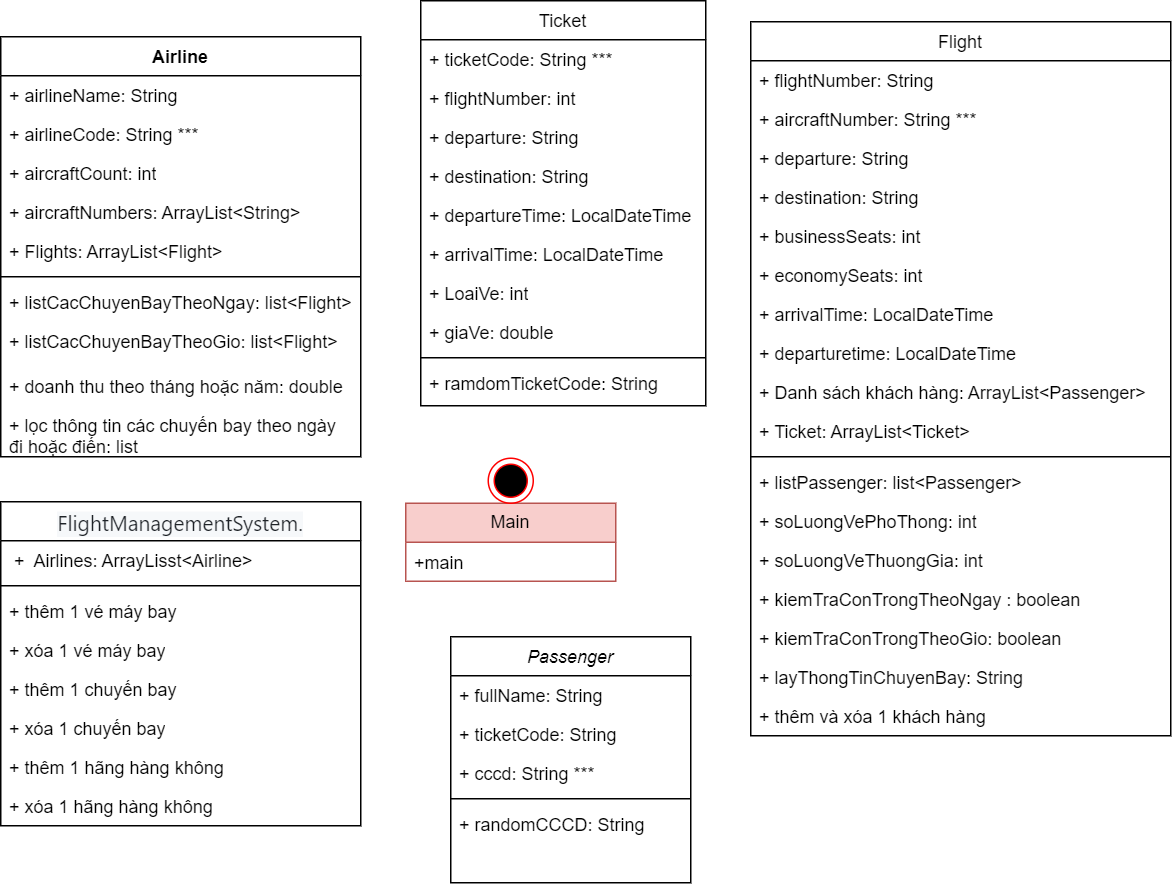 Airline
+ airlineName: String
+ airlineCode: String ***
+ aircraftCount: int
+ aircraftNumbers: ArrayList<String>
+ Flights: ArrayList<Flight>
+ listCacChuyenBayTheoNgay: list<Flight>
+ listCacChuyenBayTheoGio: list<Flight>
+ doanh thu theo tháng hoặc năm: double
+ lọc thông tin các chuyến bay theo ngày
đi hoặc điến: list
Ticket
+ ticketCode: String ***
+ flightNumber: int
+ departure: String
+ destination: String
+ departureTime: LocalDateTime
+ arrivalTime: LocalDateTime
+ LoaiVe: int
+ giaVe: double
+ ramdomTicketCode: String
Flight
+ flightNumber: String
+ aircraftNumber: String ***
+ departure: String
+ destination: String
+ businessSeats: int
+ economySeats: int
+ arrivalTime: LocalDateTime
+ departuretime: LocalDateTime
+ Danh sách khách hàng: ArrayList<Passenger>
+ Ticket: ArrayList<Ticket>
+ listPassenger: list<Passenger>
+ soLuongVePhoThong: int
+ soLuongVeThuongGia: int
+ kiemTraConTrongTheoNgay : boolean
+ kiemTraConTrongTheoGio: boolean
+ layThongTinChuyenBay: String
+ thêm và xóa 1 khách hàng
FlightManagementSystem.
+ Airlines: ArrayLisst<Airline>
+ thêm 1 vé máy bay
+ xóa 1 vé máy bay
+ thêm 1 chuyến bay
+ xóa 1 chuyến bay
+ thêm 1 hãng hàng không
+ xóa 1 hãng hàng không
Main
+main
Passenger
+ fullName: String
+ ticketCode: String
+ cccd: String ***
+ randomCCCD: String